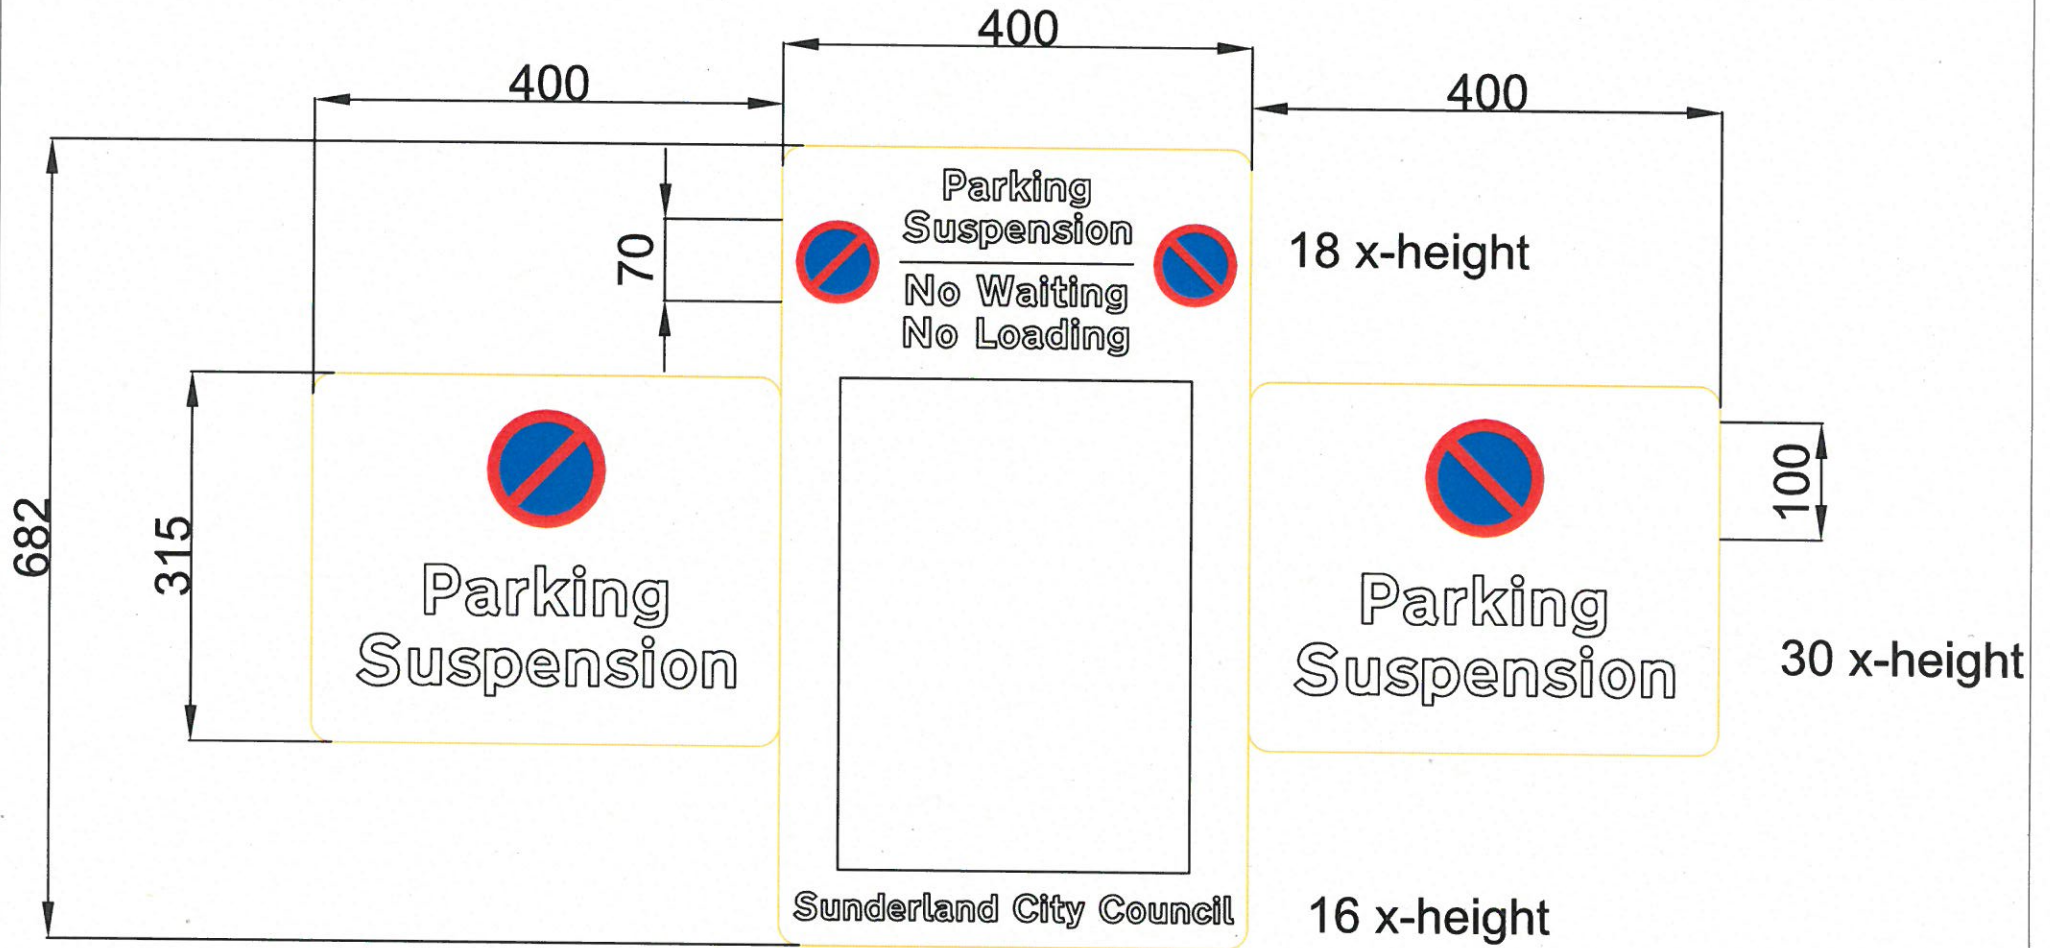 400
400
400
Parking
Suspension
No Waiting
No Loading
18 x-height
70
682
315
Parking
Suspension
Parking
Suspension
100
30 x-height
Sunderland City Council
16 x-height